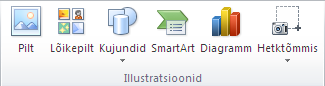 Pilt Lõikepilt Kujundid SmartArt Diagramm Hetktõmmis
Illustratsioonid